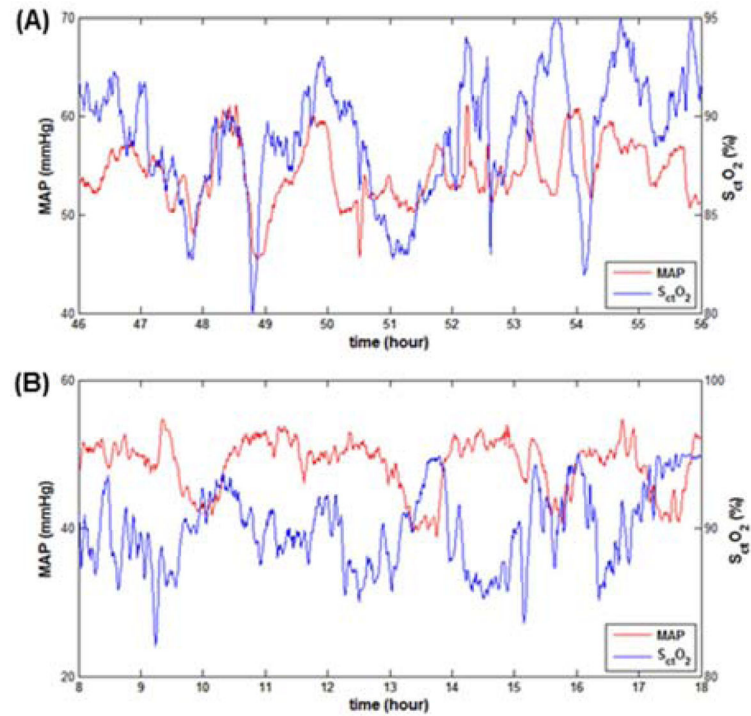 (A)
70
60
50
40
MAP (mmHg)
95
90
85
80
SctO2 (%)
MAP
SctO2
46 47 48 49 50 51 52 53 54 55 56
time (hour)
(B)
60
40
20
MAP (mmHg)
100
90
80
SctO2 (%)
MAP
SctO2
8 9 10 11 12 13 14 15 16 17 18
time (hour)